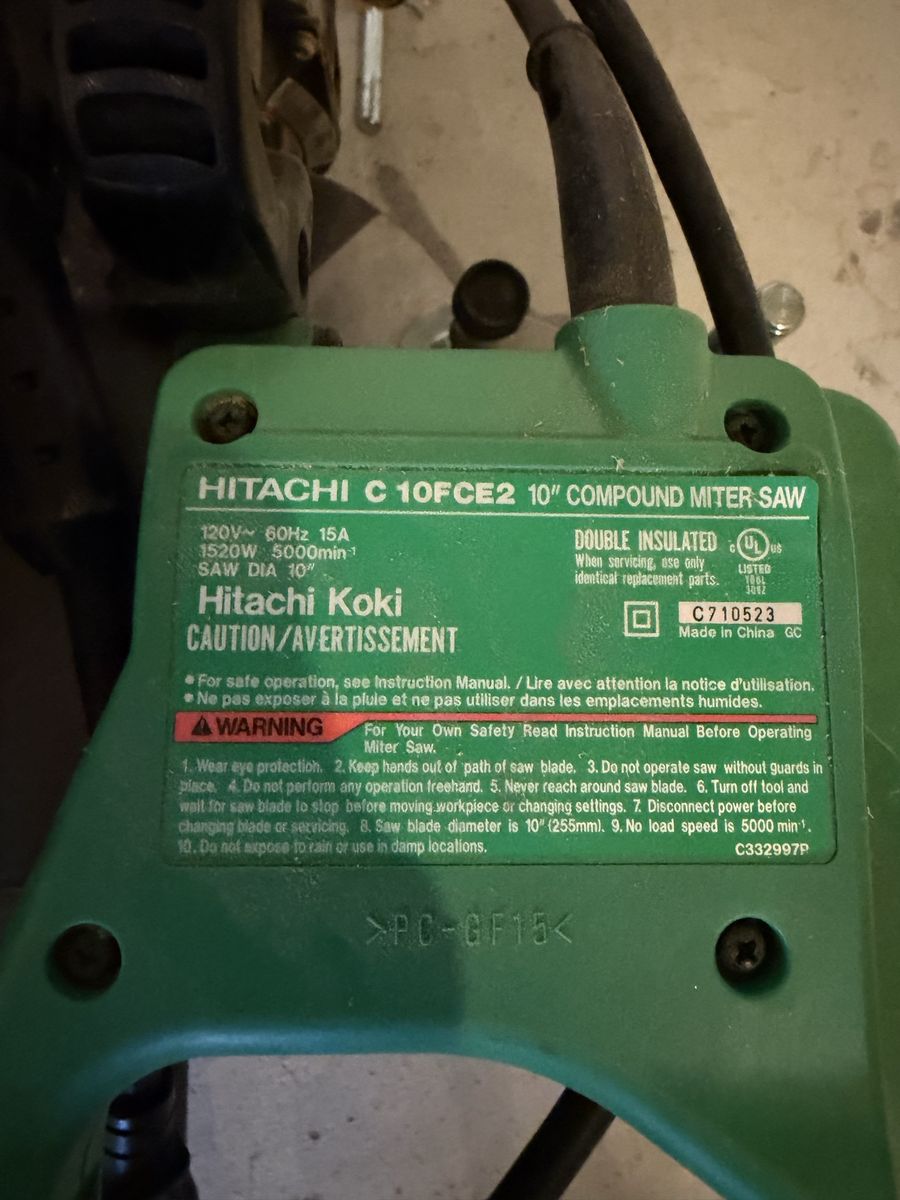 HITACHI C 10FCE2 10" COMPOUND MITER SAW
120V~ 60Hz 15A
1520W 5000min⁻¹
SAW DIA 10"
DOUBLE INSULATED
When servicing, use only
identical replacement parts.
C UL US
LISTED
Hitachi Koki
C710523
Made in China GC
CAUTION/AVERTISSEMENT
• For safe operation, see Instruction Manual. / Lire avec attention la notice d'utilisation.
• Ne pas exposer à la pluie et ne pas utiliser dans les emplacements humides.
WARNING
For Your Own Safety Read Instruction Manual Before Operating
Miter Saw.
1. Wear eye protection. 2. Keep hands out of path of saw blade. 3. Do not operate saw without guards in
place. 4. Do not perform any operation freehand. 5. Never reach around saw blade. 6. Turn off tool and
wait for saw blade to stop before moving workpiece or changing settings. 7. Disconnect power before
changing blade or servicing. 8. Saw blade diameter is 10" (255mm). 9. No load speed is 5000 min⁻¹.
10. Do not expose to rain or use in damp locations.
C332997P
>PC-GF15<